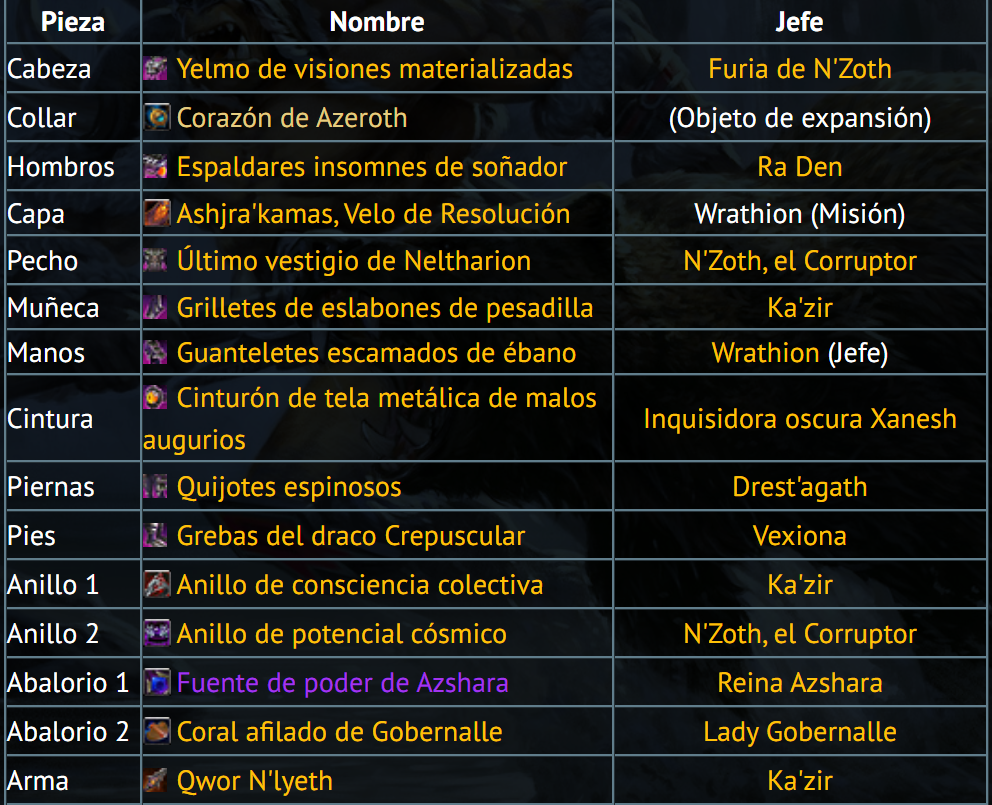 Pieza Nombre Jefe
Cabeza Yelmo de visiones materializadas Furia de N'Zoth
Collar Corazón de Azeroth (Objeto de expansión)
Hombros Espaldares insomnes de soñador Ra Den
Capa Ashjra'kamas, Velo de Resolución Wrathion (Misión)
Pecho Último vestigio de Neltharion N'Zoth, el Corruptor
Muñeca Grilletes de eslabones de pesadilla Ka'zir
Manos Guanteletes escamados de ébano Wrathion (Jefe)
Cintura Cinturón de tela metálica de malos
augurios Inquisidora oscura Xanesh
Piernas Quijotes espinosos Drest'agath
Pies Grebas del draco Crepuscular Vexiona
Anillo 1 Anillo de consciencia colectiva Ka'zir
Anillo 2 Anillo de potencial cósmico N'Zoth, el Corruptor
Abalorio 1 Fuente de poder de Azshara Reina Azshara
Abalorio 2 Coral afilado de Gobernalle Lady Gobernalle
Arma Qwor N'lyeth Ka'zir